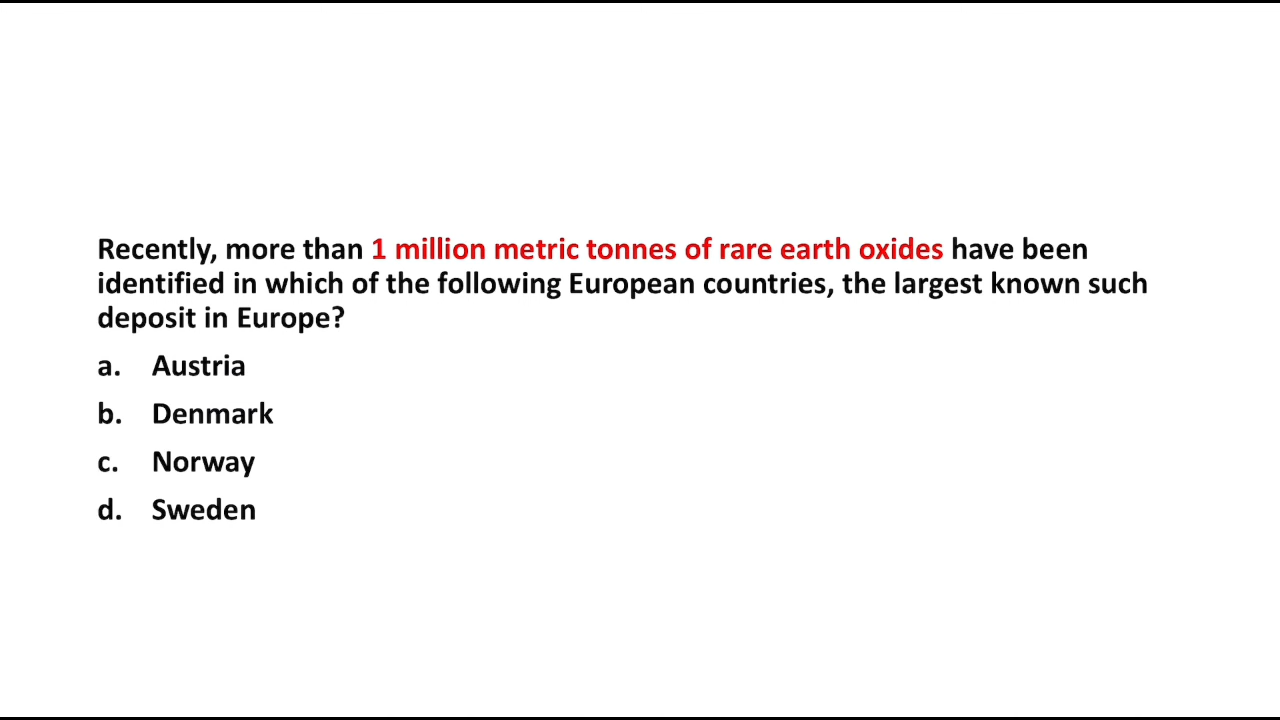 Recently, more than 1 million metric tonnes of rare earth oxides have been
identified in which of the following European countries, the largest known such
deposit in Europe?
a. Austria
b. Denmark
c. Norway
d. Sweden